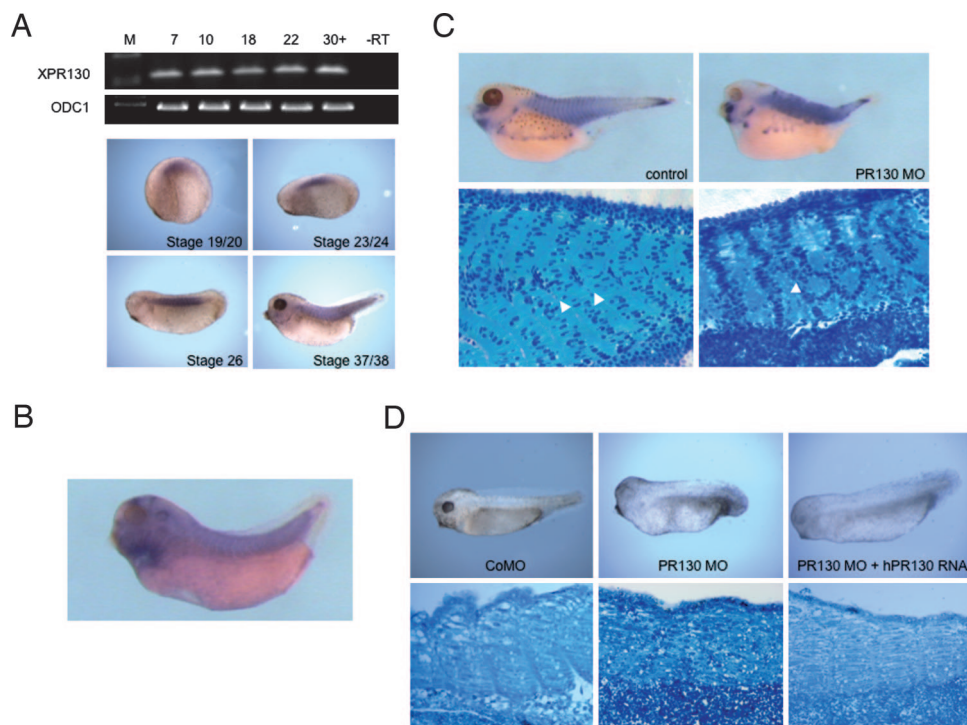 A
M 7 10 18 22 30+ -RT
XPR130
ODC1
Stage 19/20
Stage 23/24
Stage 26
Stage 37/38
B
C
control
PR130 MO
D
CoMO
PR130 MO
PR130 MO + hPR130 RNA